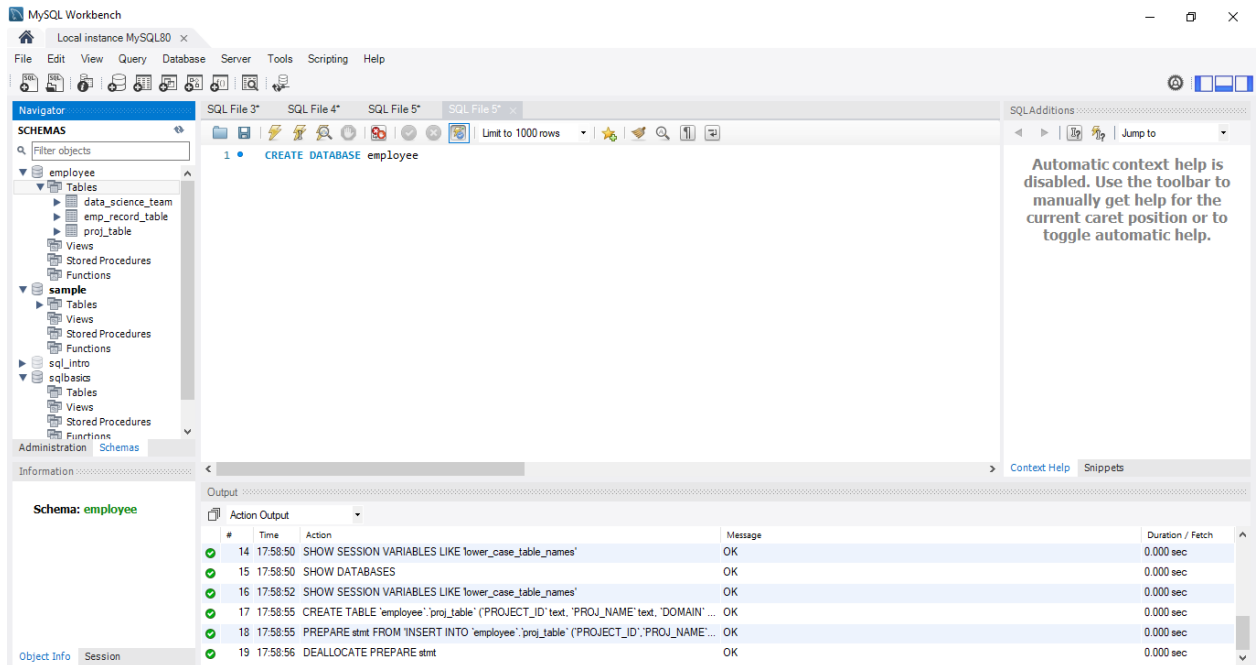 MySQL Workbench
Local instance MySQL80
File Edit View Query Database Server Tools Scripting Help
Navigator
SCHEMAS
Filter objects
employee
Tables
data_science_team
emp_record_table
proj_table
Views
Stored Procedures
Functions
sample
Tables
Views
Stored Procedures
Functions
sql_intro
sqlbasics
Tables
Views
Stored Procedures
Functions
Administration Schemas
Information
Schema: employee
Object Info Session
SQL File 3* SQL File 4* SQL File 5* SQL File 5*
Limit to 1000 rows
1 CREATE DATABASE employee
SQLAdditions
Jump to
Automatic context help is
disabled. Use the toolbar to
manually get help for the
current caret position or to
toggle automatic help.
Context Help Snippets
Output
Action Output
# Time Action Message Duration / Fetch
14 17:58:50 SHOW SESSION VARIABLES LIKE 'lower_case_table_names' OK 0.000 sec
15 17:58:50 SHOW DATABASES OK 0.000 sec
16 17:58:52 SHOW SESSION VARIABLES LIKE 'lower_case_table_names' OK 0.000 sec
17 17:58:55 CREATE TABLE `employee`.`proj_table` (`PROJECT_ID` text, `PROJ_NAME` text, `DOMAIN` ... OK 0.000 sec
18 17:58:55 PREPARE stmt FROM 'INSERT INTO `employee`.`proj_table` (`PROJECT_ID`,`PROJ_NAME`... OK 0.000 sec
19 17:58:56 DEALLOCATE PREPARE stmt OK 0.000 sec